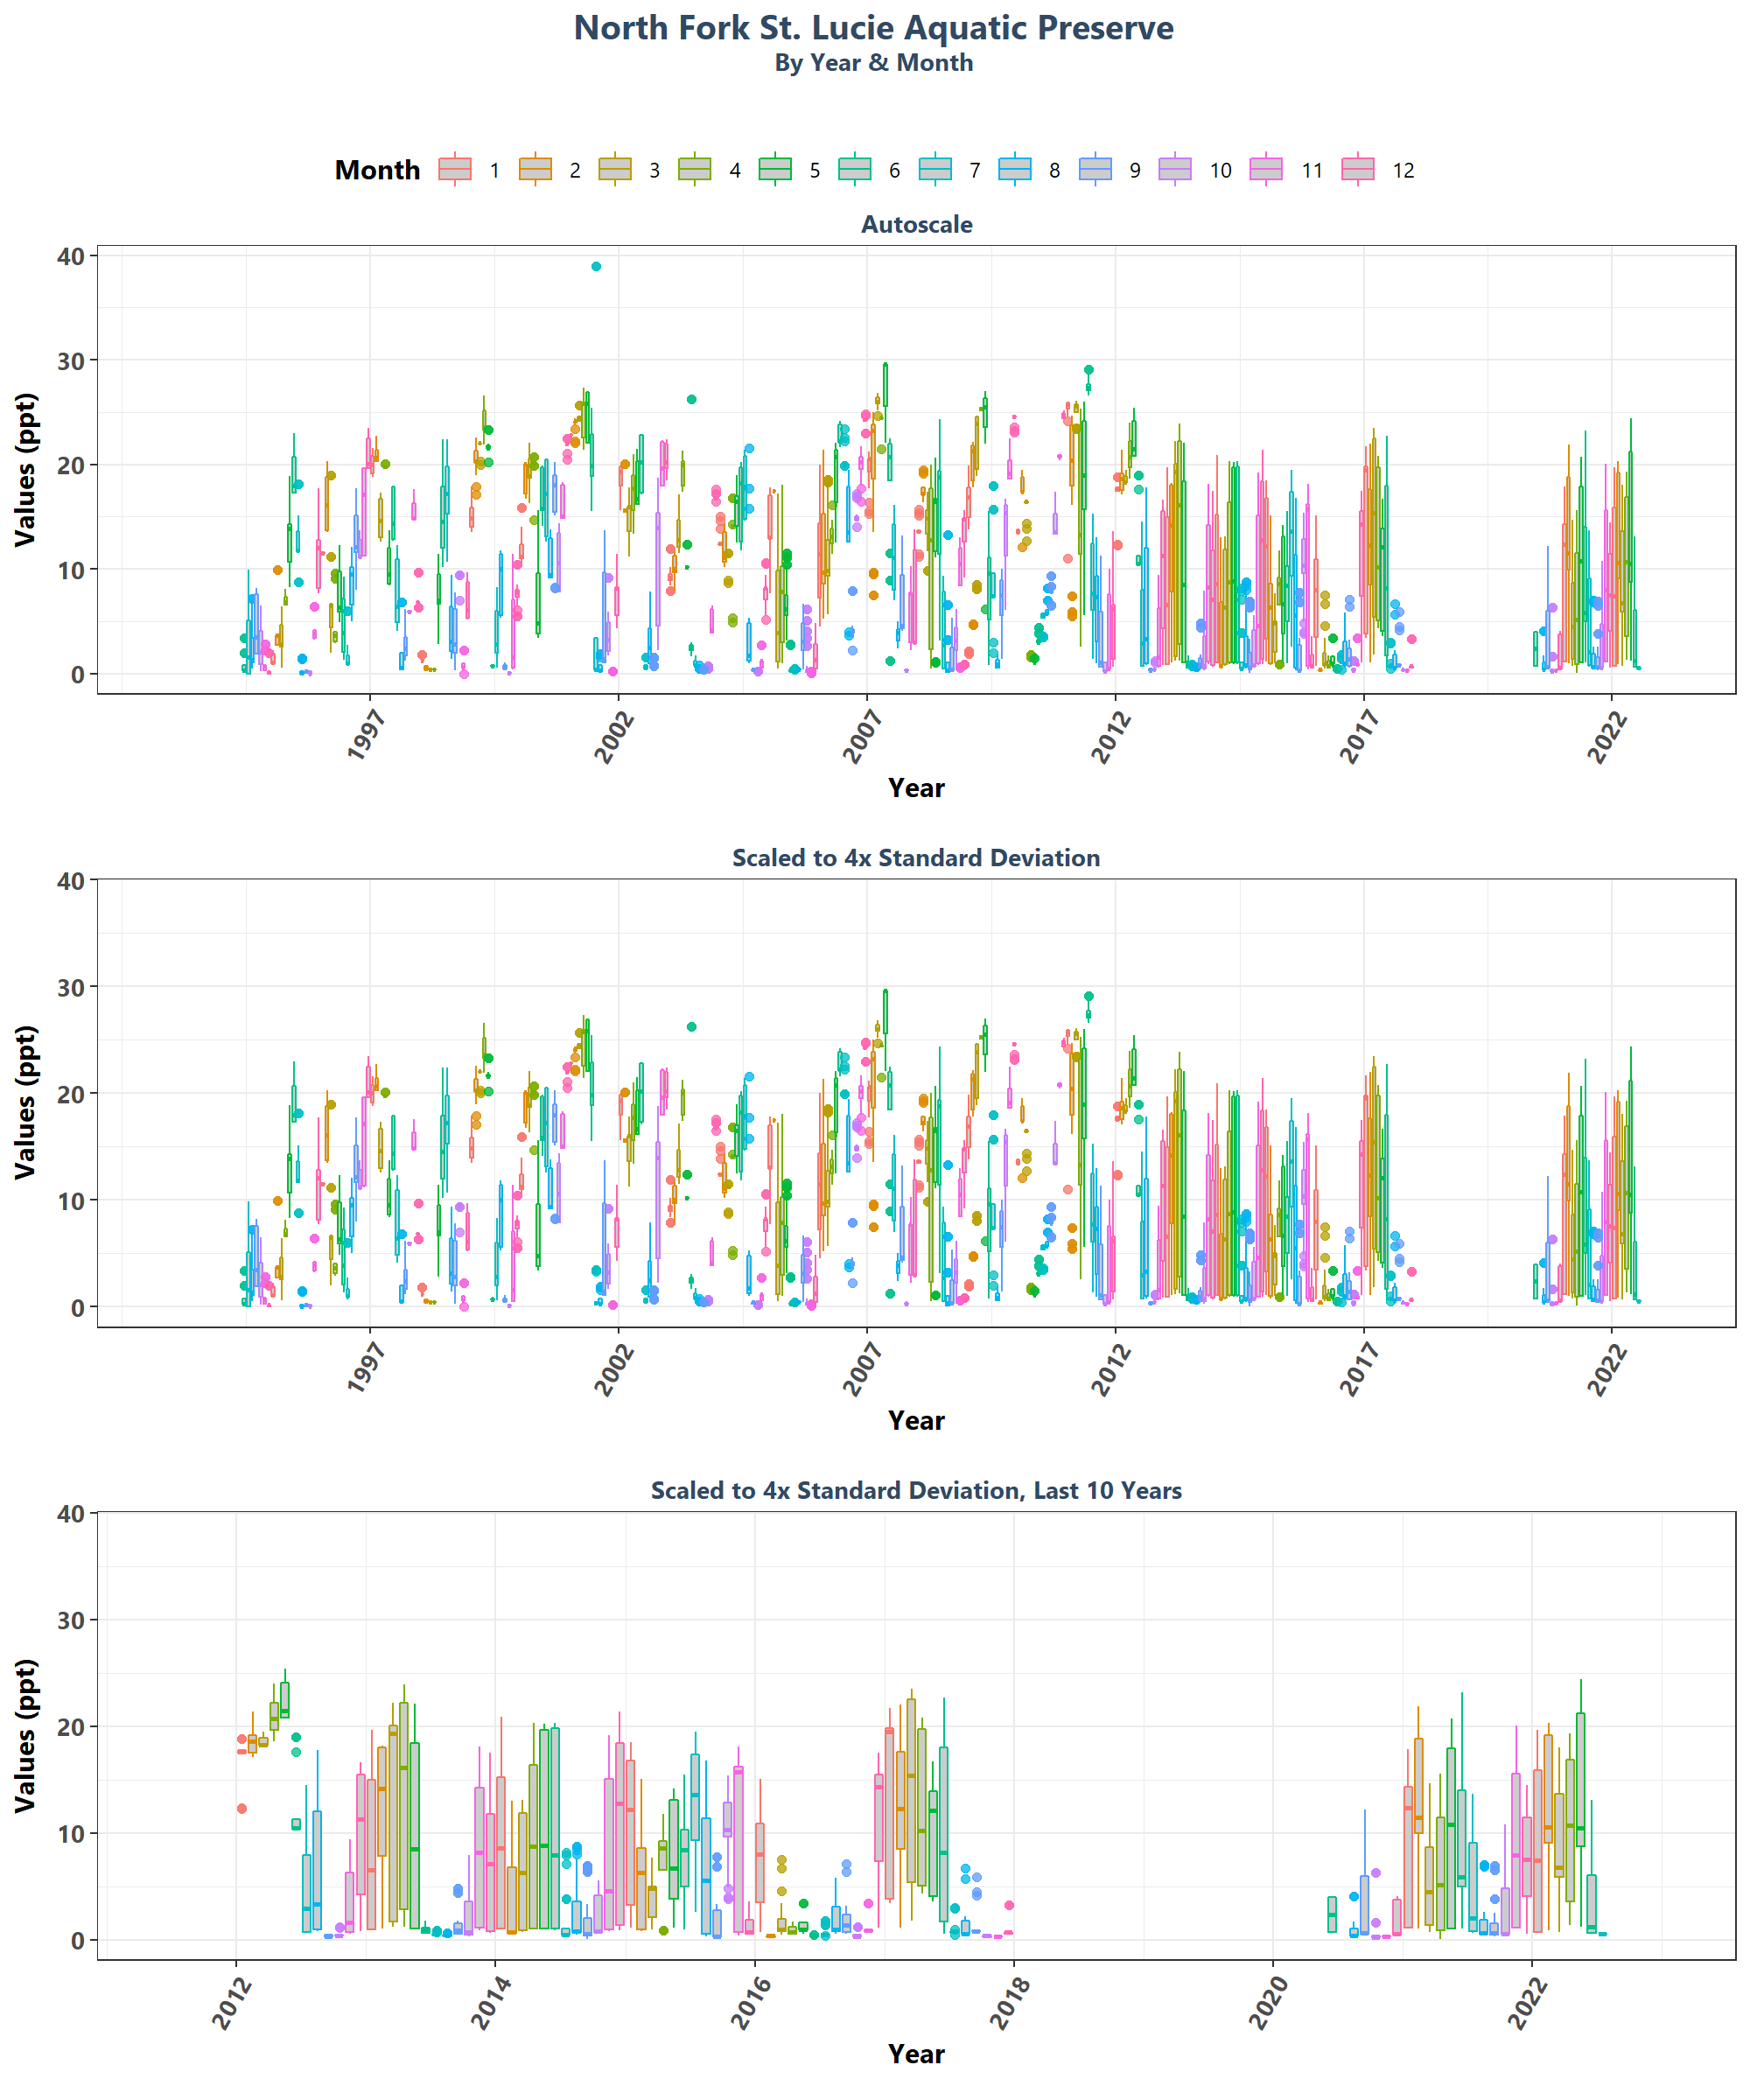 North Fork St. Lucie Aquatic Preserve
By Year & Month
Month 1 2 3 4 5 6 7 8 9 10 11 12
Autoscale
40
30
20
10
0
Values (ppt)
1997 2002 2007 2012 2017 2022
Year
Scaled to 4x Standard Deviation
40
30
20
10
0
Values (ppt)
1997 2002 2007 2012 2017 2022
Year
Scaled to 4x Standard Deviation, Last 10 Years
40
30
20
10
0
Values (ppt)
2012 2014 2016 2018 2020 2022
Year